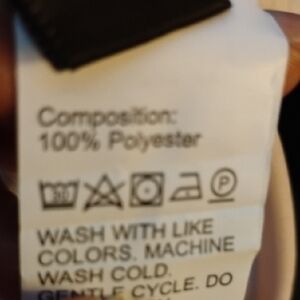 Composition:
100% Polyester
WASH WITH LIKE
COLORS. MACHINE
WASH COLD.
GENTLE CYCLE. DO